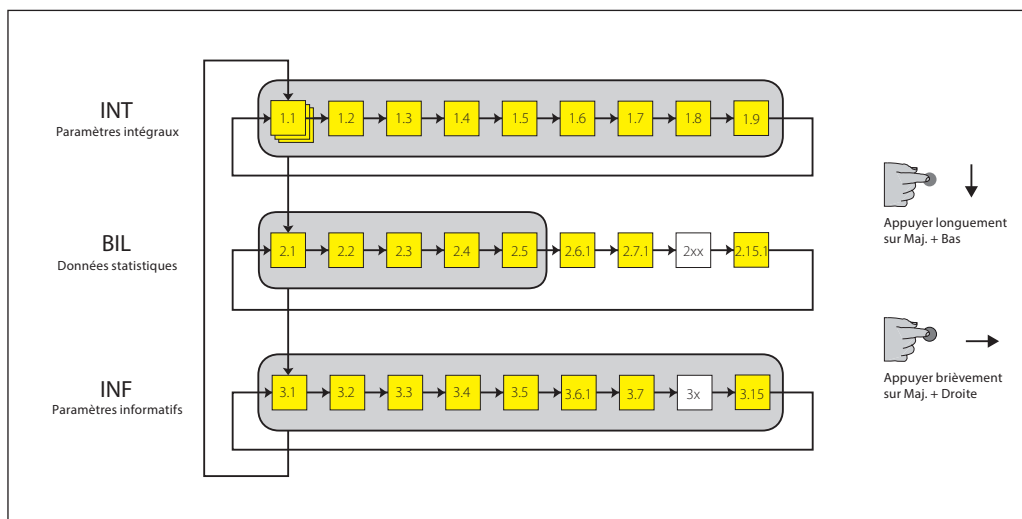 INT
Paramètres intégraux
1.1 1.2 1.3 1.4 1.5 1.6 1.7 1.8 1.9
Appuyer longuement
sur Maj. + Bas
BIL
Données statistiques
2.1 2.2 2.3 2.4 2.5 2.6.1 2.7.1 2xx 2.15.1
Appuyer brièvement
sur Maj. + Droite
INF
Paramètres informatifs
3.1 3.2 3.3 3.4 3.5 3.6.1 3.7 3x 3.15